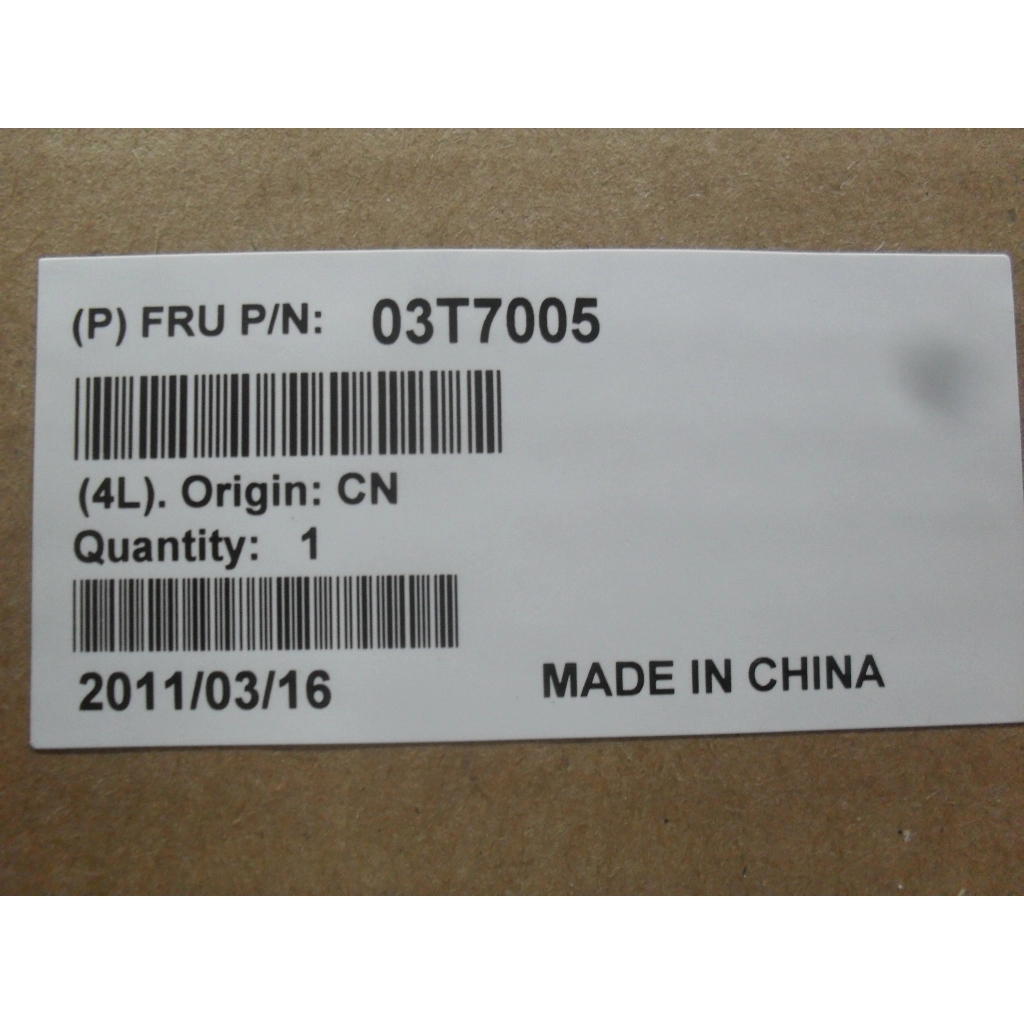 (P) FRU P/N: 03T7005
(4L). Origin: CN
Quantity: 1
2011/03/16
MADE IN CHINA